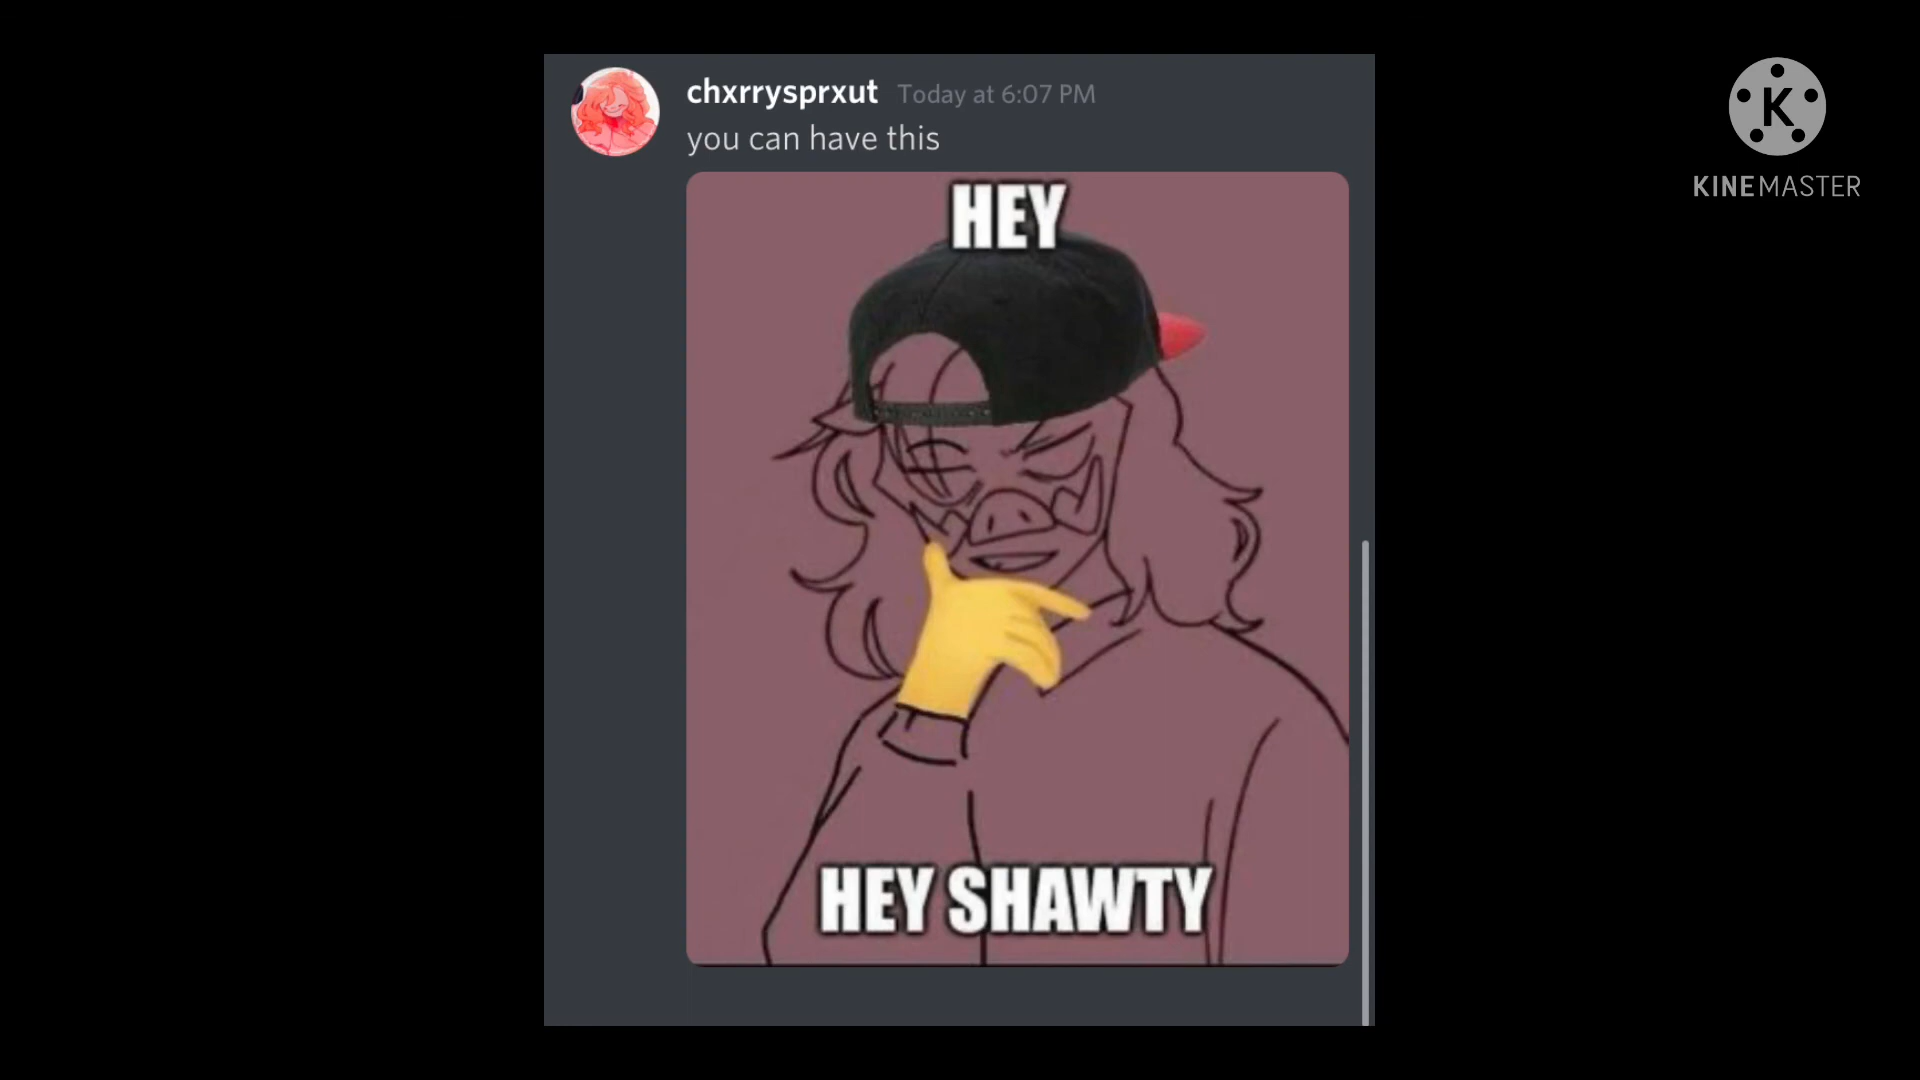 chxrrysprxut Today at 6:07 PM
you can have this
HEY
HEY SHAWTY
K
KINEMASTER